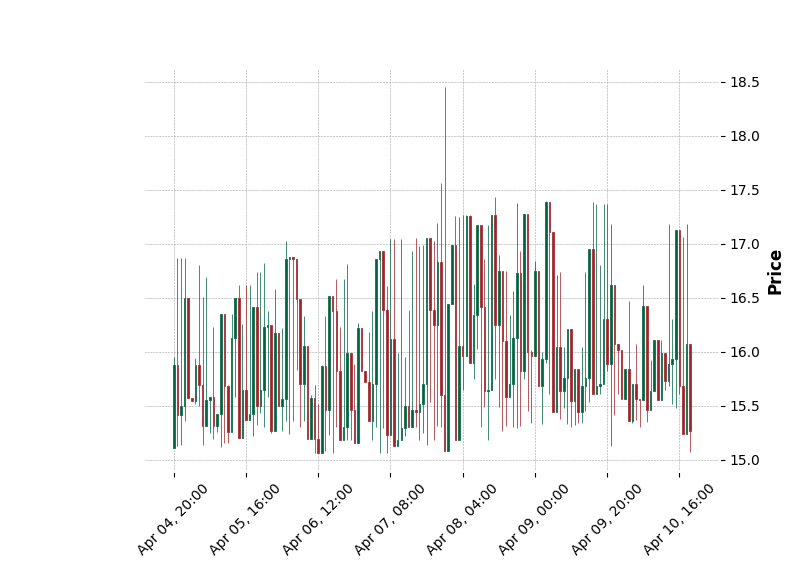 18.5
18.0
17.5
17.0
16.5
16.0
15.5
15.0
Price
Apr 04, 20:00
Apr 05, 16:00
Apr 06, 12:00
Apr 07, 08:00
Apr 08, 04:00
Apr 09, 00:00
Apr 09, 20:00
Apr 10, 16:00